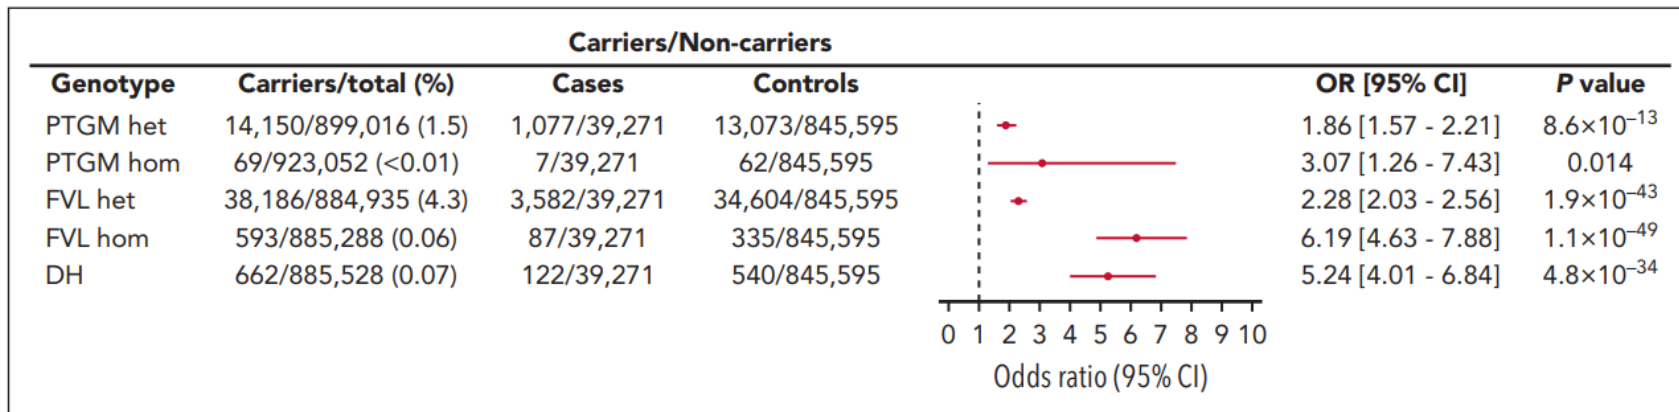 Carriers/Non-carriers
Genotype Carriers/total (%) Cases Controls OR [95% CI] P value
PTGM het 14,150/899,016 (1.5) 1,077/39,271 13,073/845,595 1.86 [1.57 - 2.21] 8.6×10⁻¹³
PTGM hom 69/923,052 (<0.01) 7/39,271 62/845,595 3.07 [1.26 - 7.43] 0.014
FVL het 38,186/884,935 (4.3) 3,582/39,271 34,604/845,595 2.28 [2.03 - 2.56] 1.9×10⁻⁴³
FVL hom 593/885,288 (0.06) 87/39,271 335/845,595 6.19 [4.63 - 7.88] 1.1×10⁻⁴⁹
DH 662/885,528 (0.07) 122/39,271 540/845,595 5.24 [4.01 - 6.84] 4.8×10⁻³⁴
0 1 2 3 4 5 6 7 8 9 10
Odds ratio (95% CI)